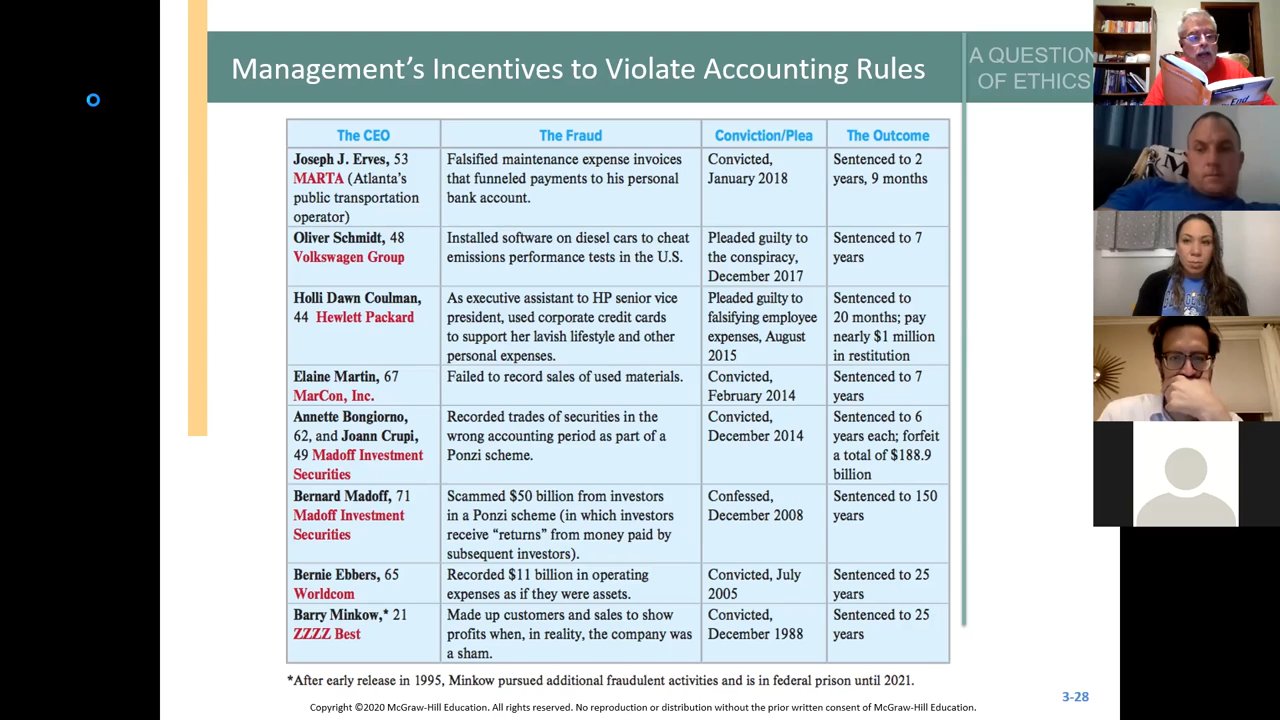 Management's Incentives to Violate Accounting Rules
A QUESTION
OF ETHICS
The CEO
The Fraud
Conviction/Plea
The Outcome
Joseph J. Erves, 53
MARTA (Atlanta's
public transportation
operator)
Falsified maintenance expense invoices
that funneled payments to his personal
bank account.
Convicted,
January 2018
Sentenced to 2
years, 9 months
Oliver Schmidt, 48
Volkswagen Group
Installed software on diesel cars to cheat
emissions performance tests in the U.S.
Pleaded guilty to
the conspiracy,
December 2017
Sentenced to 7
years
Holli Dawn Coulman,
44 Hewlett Packard
As executive assistant to HP senior vice
president, used corporate credit cards
to support her lavish lifestyle and other
personal expenses.
Pleaded guilty to
falsifying employee
expenses, August
2015
Sentenced to
20 months; pay
nearly $1 million
in restitution
Elaine Martin, 67
MarCon, Inc.
Failed to record sales of used materials.
Convicted,
February 2014
Sentenced to 7
years
Annette Bongiorno,
62, and Joann Crupi,
49 Madoff Investment
Securities
Recorded trades of securities in the
wrong accounting period as part of a
Ponzi scheme.
Convicted,
December 2014
Sentenced to 6
years each; forfeit
a total of $188.9
billion
Bernard Madoff, 71
Madoff Investment
Securities
Scammed $50 billion from investors
in a Ponzi scheme (in which investors
receive "returns" from money paid by
subsequent investors).
Confessed,
December 2008
Sentenced to 150
years
Bernie Ebbers, 65
Worldcom
Recorded $11 billion in operating
expenses as if they were assets.
Convicted, July
2005
Sentenced to 25
years
Barry Minkow,* 21
ZZZZ Best
Made up customers and sales to show
profits when, in reality, the company was
a sham.
Convicted,
December 1988
Sentenced to 25
years
*After early release in 1995, Minkow pursued additional fraudulent activities and is in federal prison until 2021.
3-28
Copyright ©2020 McGraw-Hill Education. All rights reserved. No reproduction or distribution without the prior written consent of McGraw-Hill Education.
End